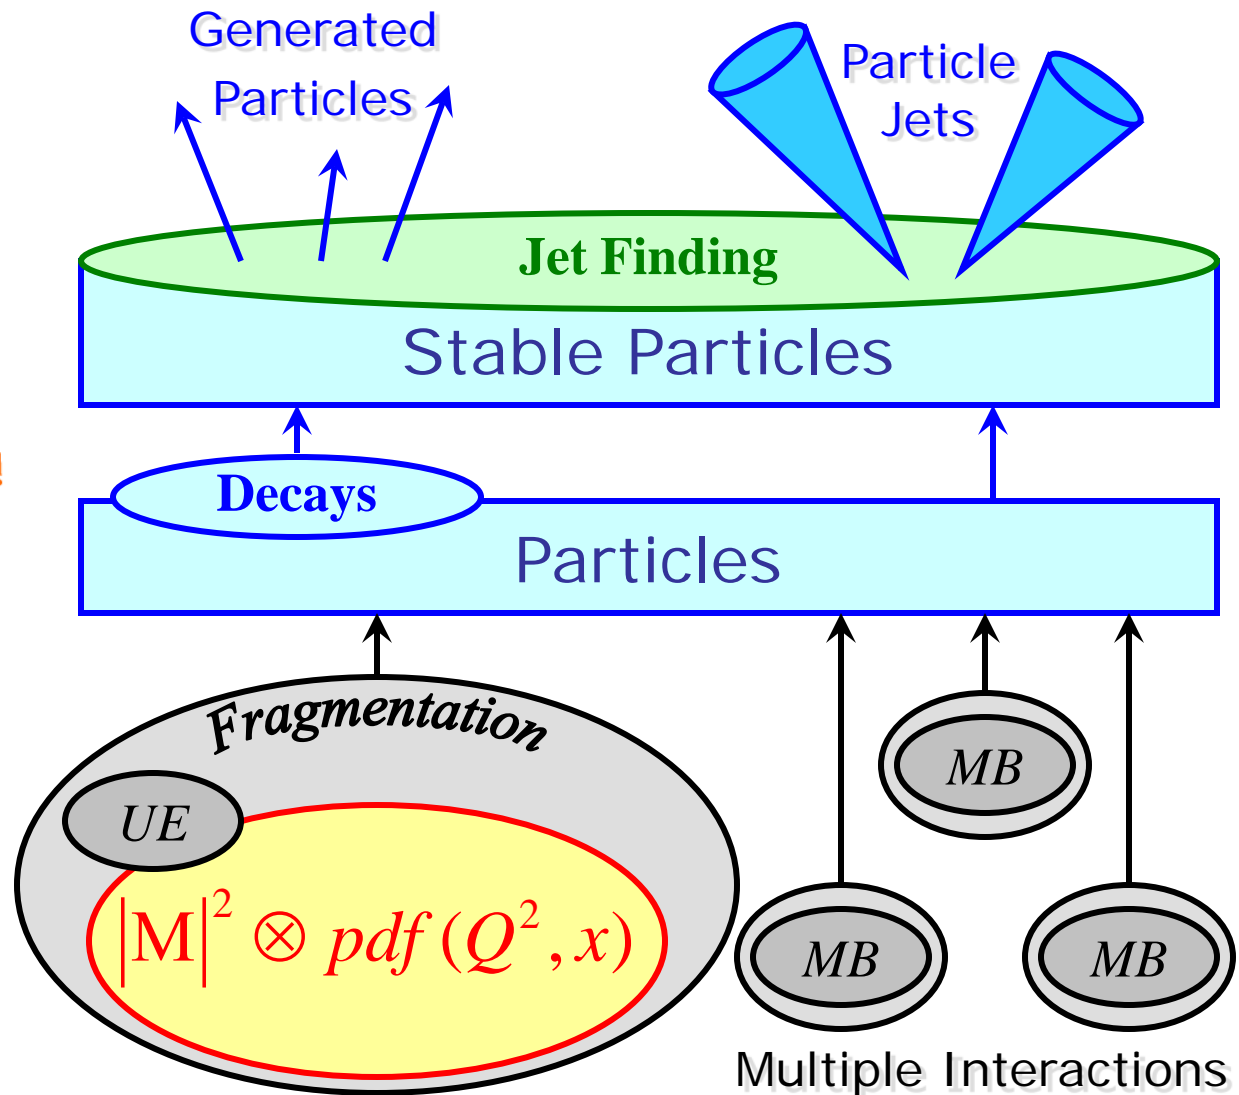 Generated
Particles
Particle
Jets
Jet Finding
Stable Particles
Decays
Particles
Fragmentation
UE
|M|² ⊗ pdf(Q², x)
MB
MB
MB
Multiple Interactions